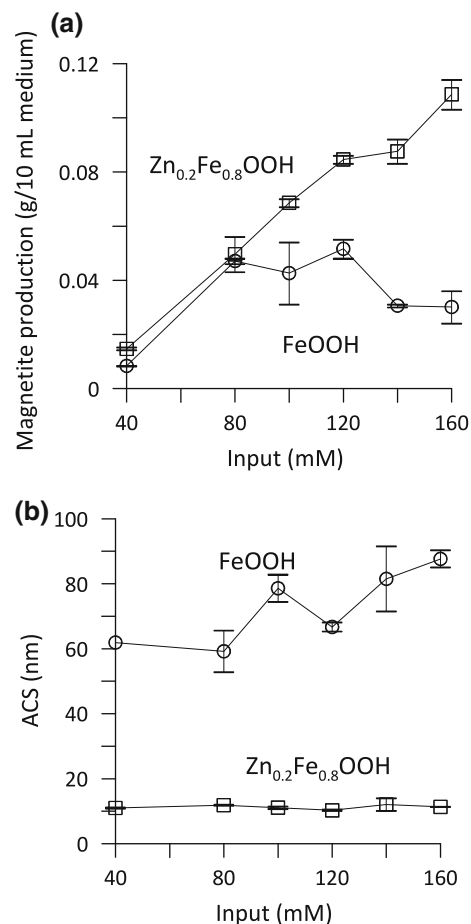 (a)
Magnetite production (g/10 mL medium)
0.12
0.08
0.04
0
Zn0.2Fe0.8OOH
FeOOH
40 80 120 160
Input (mM)
(b)
ACS (nm)
100
80
60
40
20
0
FeOOH
Zn0.2Fe0.8OOH
40 80 120 160
Input (mM)